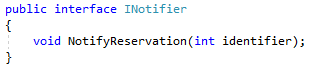 public interface INotifier
{
    void NotifyReservation(int identifier);
}